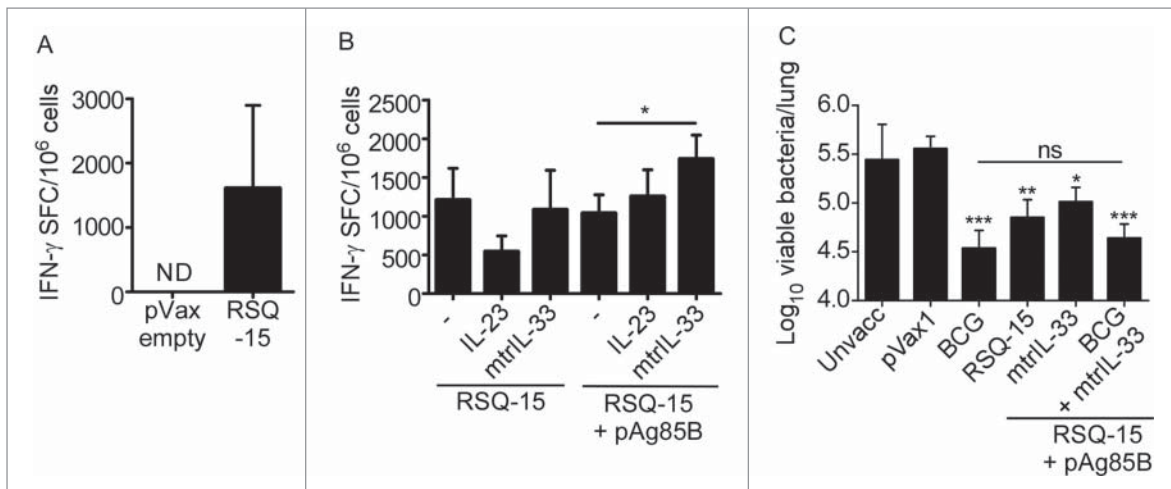 A
IFN-γ SFC/10⁶ cells
3000
2000
1000
0
ND
pVax empty
RSQ -15
B
IFN-γ SFC/10⁶ cells
2500
2000
1500
1000
500
0
*
-
IL-23
mtrIL-33
-
IL-23
mtrIL-33
RSQ-15
RSQ-15
+ pAg85B
C
Log₁₀ viable bacteria/lung
6.0
5.5
5.0
4.5
4.0
ns
***
**
*
***
Unvacc
pVax1
BCG
RSQ-15
mtrIL-33
BCG
+ mtrIL-33
RSQ-15
+ pAg85B